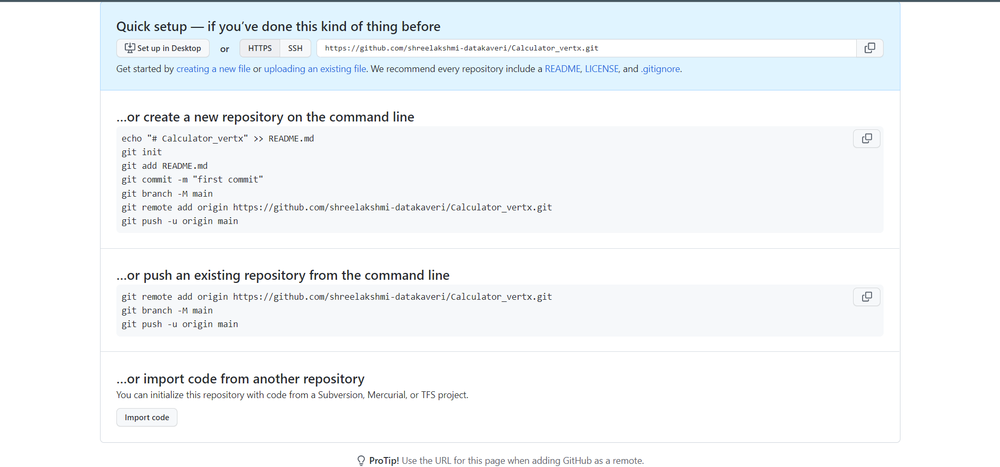 Quick setup — if you’ve done this kind of thing before
Set up in Desktop or HTTPS SSH https://github.com/shreelakshmi-datakaveri/Calculator_vertx.git
Get started by creating a new file or uploading an existing file. We recommend every repository include a README, LICENSE, and .gitignore.
…or create a new repository on the command line
echo "# Calculator_vertx" >> README.md
git init
git add README.md
git commit -m "first commit"
git branch -M main
git remote add origin https://github.com/shreelakshmi-datakaveri/Calculator_vertx.git
git push -u origin main
…or push an existing repository from the command line
git remote add origin https://github.com/shreelakshmi-datakaveri/Calculator_vertx.git
git branch -M main
git push -u origin main
…or import code from another repository
You can initialize this repository with code from a Subversion, Mercurial, or TFS project.
Import code
ProTip! Use the URL for this page when adding GitHub as a remote.